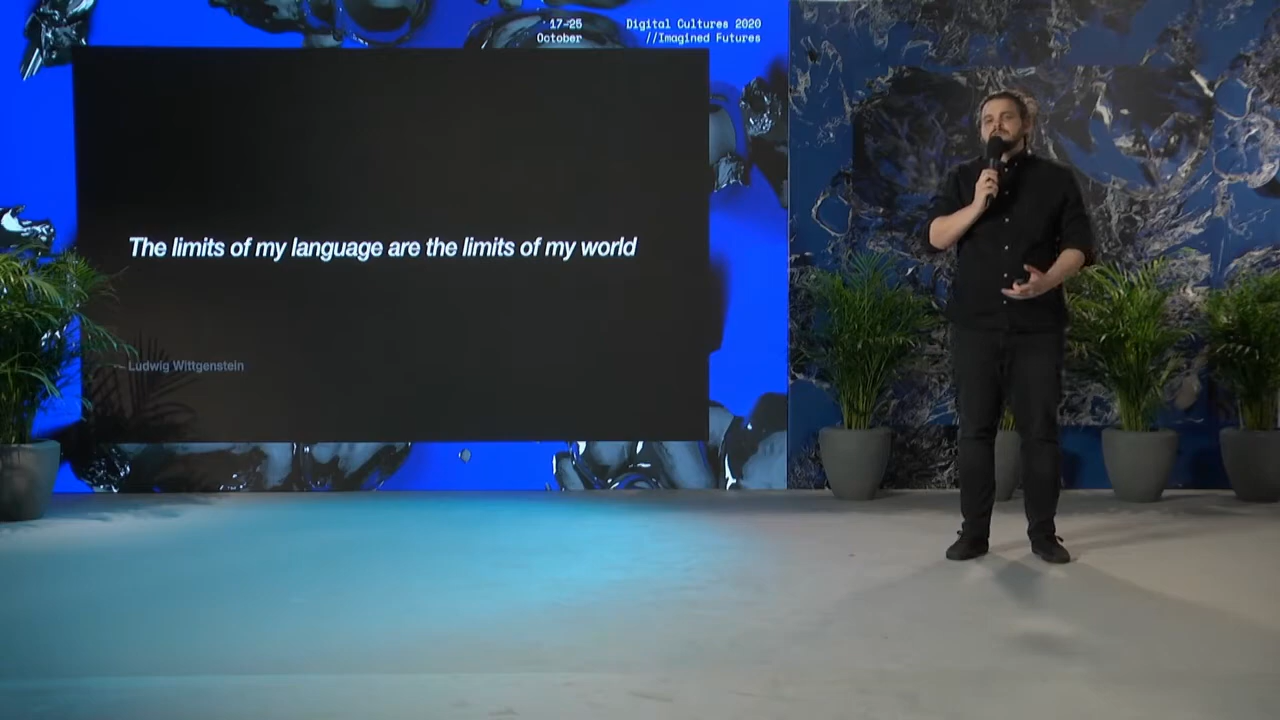 17-25
October
Digital Cultures 2020
//Imagined Futures
The limits of my language are the limits of my world
Ludwig Wittgenstein